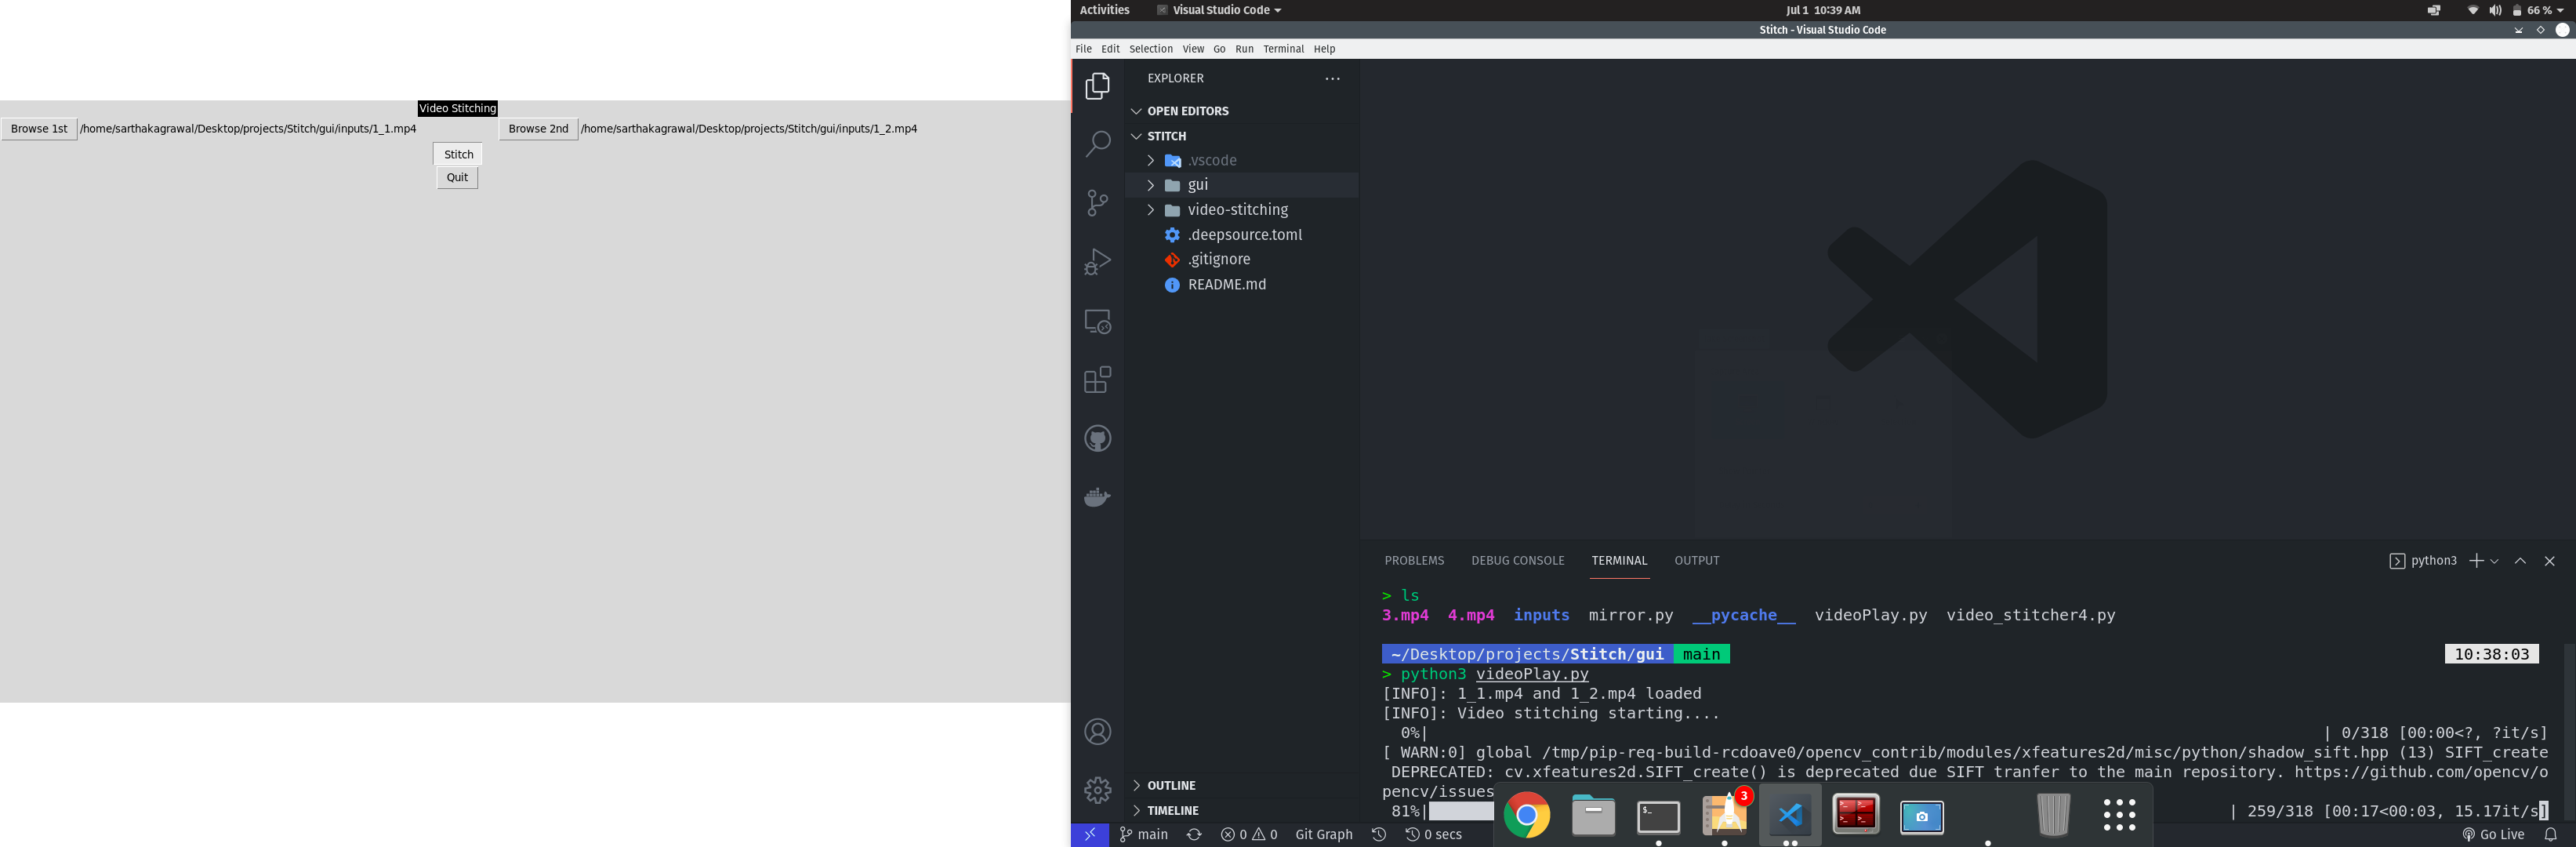 Video Stitching
Browse 1st /home/sarthakagrawal/Desktop/projects/Stitch/gui/inputs/1_1.mp4 Browse 2nd /home/sarthakagrawal/Desktop/projects/Stitch/gui/inputs/1_2.mp4
Stitch
Quit
Activities Visual Studio Code Jul 1 10:39 AM 66 %
Stitch - Visual Studio Code
File Edit Selection View Go Run Terminal Help
EXPLORER ...
OPEN EDITORS
STITCH
.vscode
gui
video-stitching
.deepsource.toml
.gitignore
README.md
OUTLINE
TIMELINE
PROBLEMS DEBUG CONSOLE TERMINAL OUTPUT python3
> ls
3.mp4 4.mp4 inputs mirror.py __pycache__ videoPlay.py video_stitcher4.py
~/Desktop/projects/Stitch/gui main 10:38:03
> python3 videoPlay.py
[INFO]: 1_1.mp4 and 1_2.mp4 loaded
[INFO]: Video stitching starting....
0%| | 0/318 [00:00<?, ?it/s]
[ WARN:0] global /tmp/pip-req-build-rcdoave0/opencv_contrib/modules/xfeatures2d/misc/python/shadow_sift.hpp (13) SIFT_create
DEPRECATED: cv.xfeatures2d.SIFT_create() is deprecated due SIFT tranfer to the main repository. https://github.com/opencv/o
pencv/issues
81%| | 259/318 [00:17<00:03, 15.17it/s]
3
main 0 0 Git Graph 0 secs Go Live